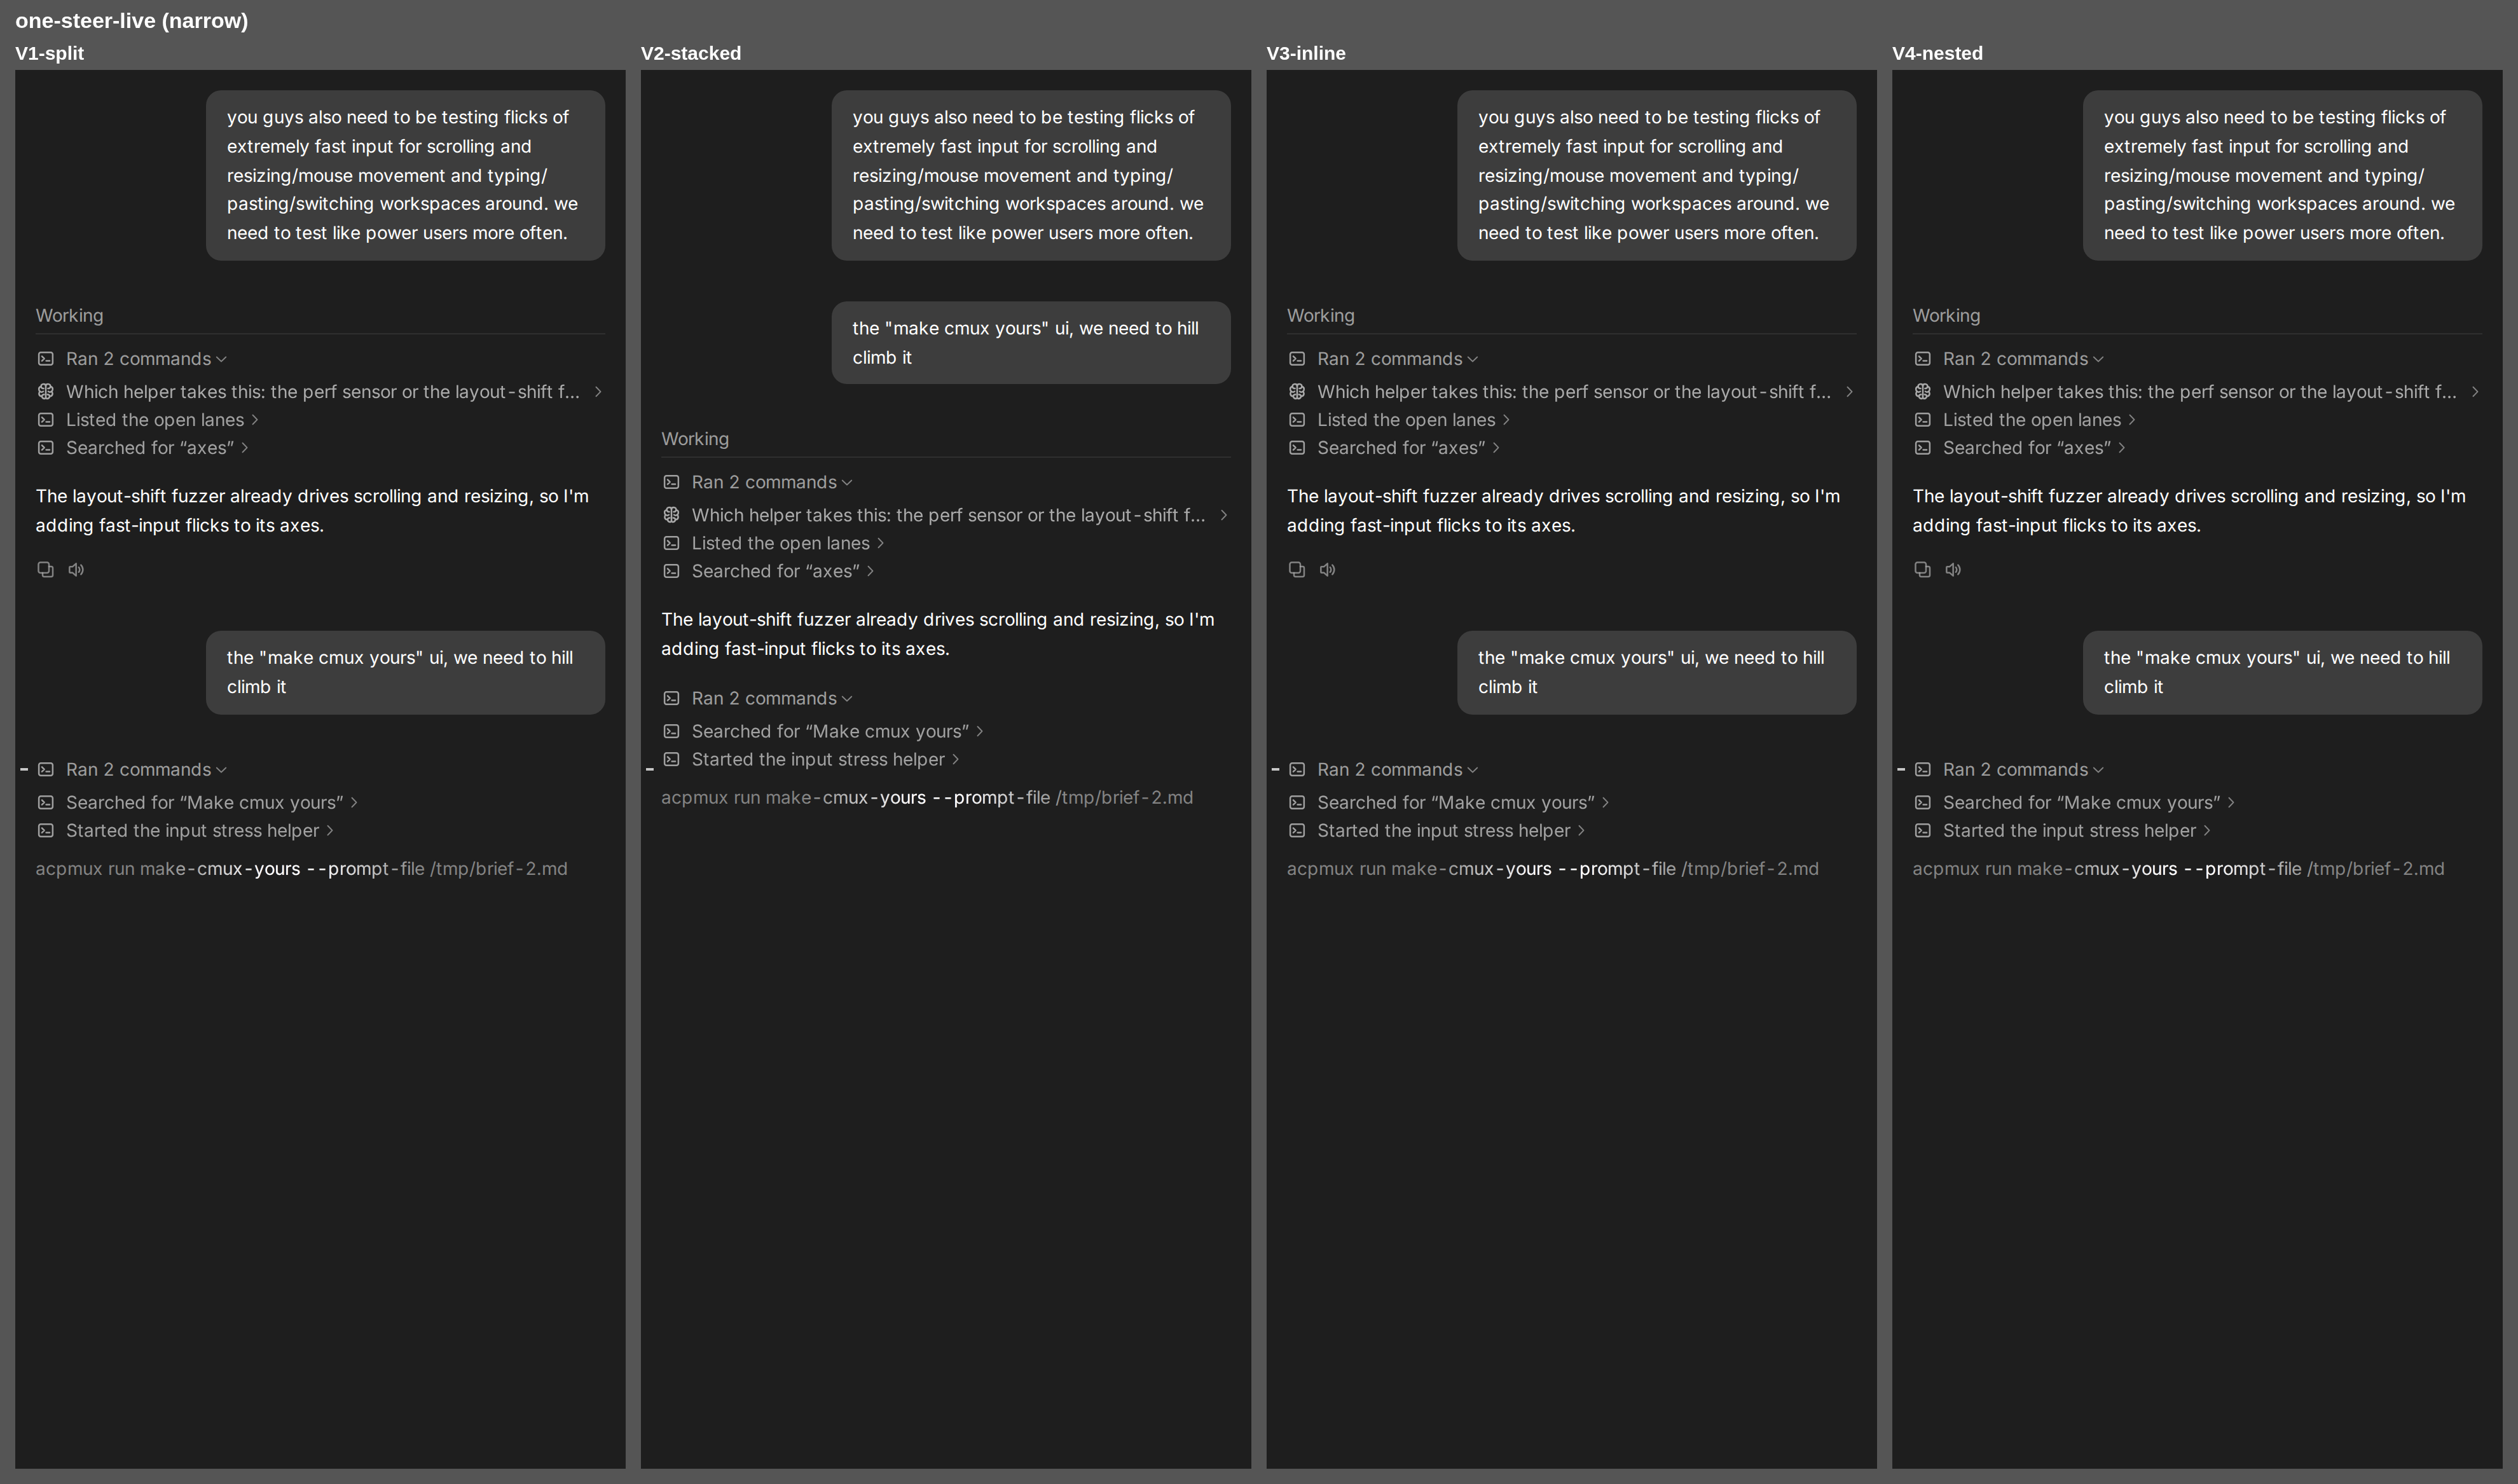 one-steer-live (narrow)
V1-split
you guys also need to be testing flicks of
extremely fast input for scrolling and
resizing/mouse movement and typing/
pasting/switching workspaces around. we
need to test like power users more often.
Working
Ran 2 commands
Which helper takes this: the perf sensor or the layout-shift f...
Listed the open lanes
Searched for “axes”
The layout-shift fuzzer already drives scrolling and resizing, so I'm
adding fast-input flicks to its axes.
the "make cmux yours" ui, we need to hill
climb it
Ran 2 commands
Searched for “Make cmux yours”
Started the input stress helper
acpmux run make-cmux-yours --prompt-file /tmp/brief-2.md
V2-stacked
you guys also need to be testing flicks of
extremely fast input for scrolling and
resizing/mouse movement and typing/
pasting/switching workspaces around. we
need to test like power users more often.
the "make cmux yours" ui, we need to hill
climb it
Working
Ran 2 commands
Which helper takes this: the perf sensor or the layout-shift f...
Listed the open lanes
Searched for “axes”
The layout-shift fuzzer already drives scrolling and resizing, so I'm
adding fast-input flicks to its axes.
Ran 2 commands
Searched for “Make cmux yours”
Started the input stress helper
acpmux run make-cmux-yours --prompt-file /tmp/brief-2.md
V3-inline
you guys also need to be testing flicks of
extremely fast input for scrolling and
resizing/mouse movement and typing/
pasting/switching workspaces around. we
need to test like power users more often.
Working
Ran 2 commands
Which helper takes this: the perf sensor or the layout-shift f...
Listed the open lanes
Searched for “axes”
The layout-shift fuzzer already drives scrolling and resizing, so I'm
adding fast-input flicks to its axes.
the "make cmux yours" ui, we need to hill
climb it
Ran 2 commands
Searched for “Make cmux yours”
Started the input stress helper
acpmux run make-cmux-yours --prompt-file /tmp/brief-2.md
V4-nested
you guys also need to be testing flicks of
extremely fast input for scrolling and
resizing/mouse movement and typing/
pasting/switching workspaces around. we
need to test like power users more often.
Working
Ran 2 commands
Which helper takes this: the perf sensor or the layout-shift f...
Listed the open lanes
Searched for “axes”
The layout-shift fuzzer already drives scrolling and resizing, so I'm
adding fast-input flicks to its axes.
the "make cmux yours" ui, we need to hill
climb it
Ran 2 commands
Searched for “Make cmux yours”
Started the input stress helper
acpmux run make-cmux-yours --prompt-file /tmp/brief-2.md